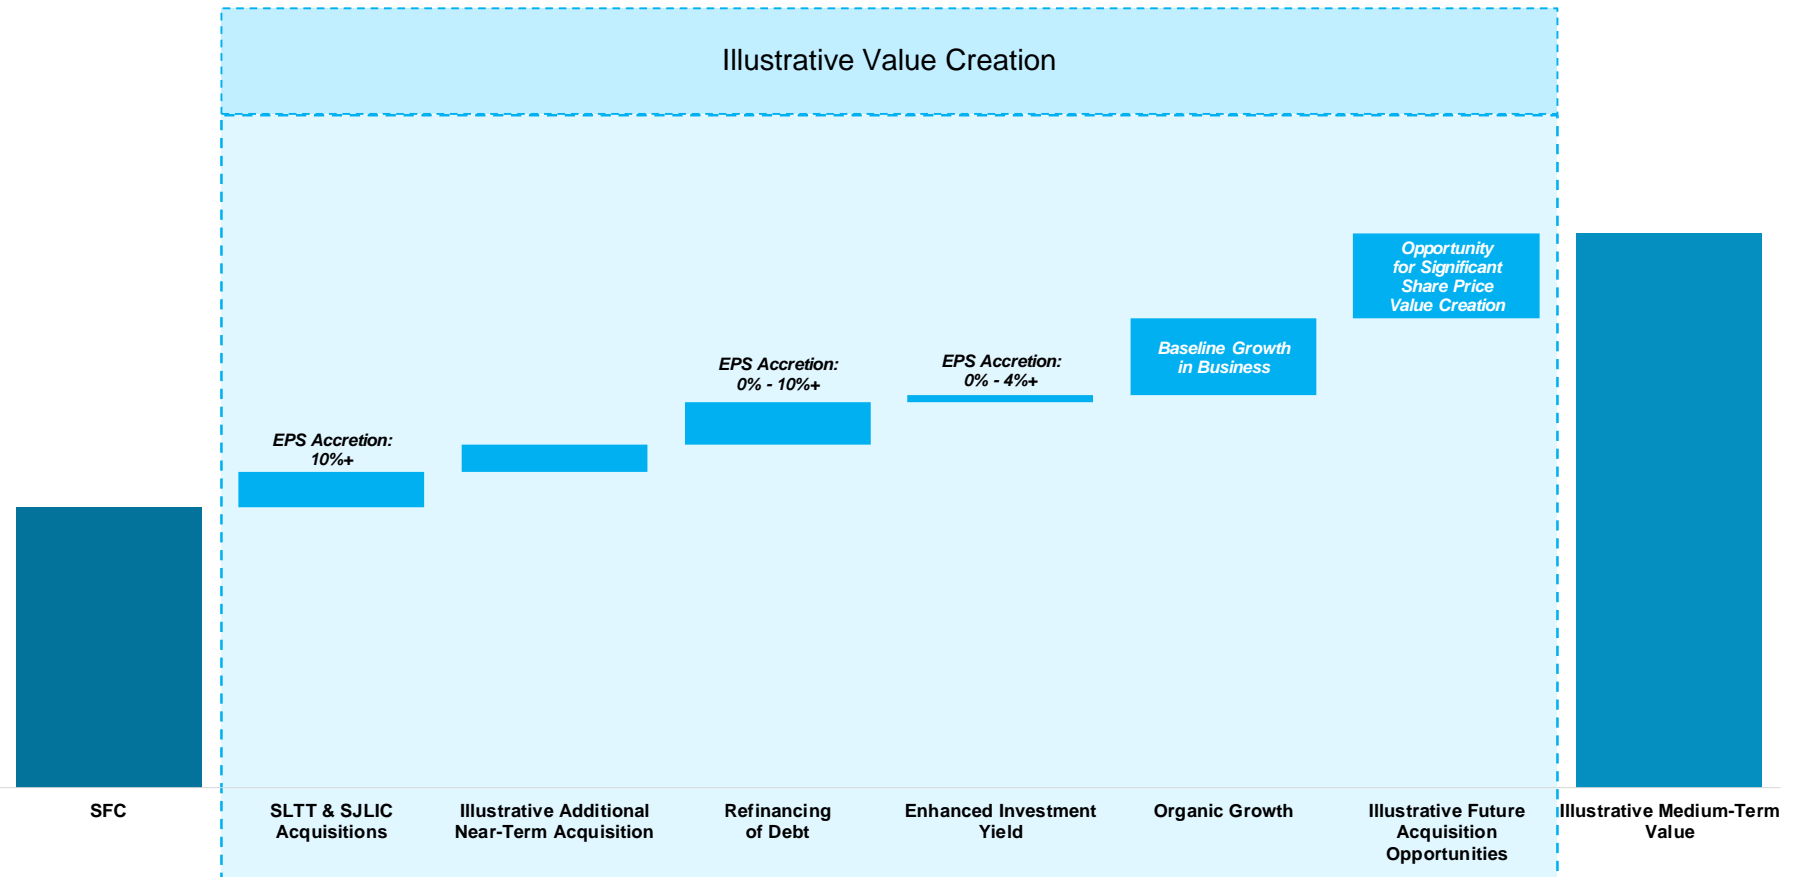 Illustrative Value Creation
Opportunity
for Significant
Share Price
Value Creation
Baseline Growth
in Business
EPS Accretion:
0% - 10%+
EPS Accretion:
0% - 4%+
EPS Accretion:
10%+
SFC
SLTT & SJLIC
Acquisitions
Illustrative Additional
Near-Term Acquisition
Refinancing
of Debt
Enhanced Investment
Yield
Organic Growth
Illustrative Future
Acquisition
Opportunities
Illustrative Medium-Term
Value